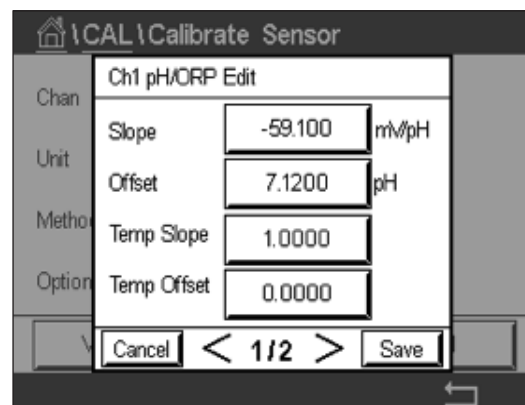 \CAL\Calibrate Sensor
Ch1 pH/ORP Edit
Chan
Slope -59.100 mV/pH
Unit
Offset 7.1200 pH
Metho
Temp Slope 1.0000
Option
Temp Offset 0.0000
Cancel < 1/2 > Save